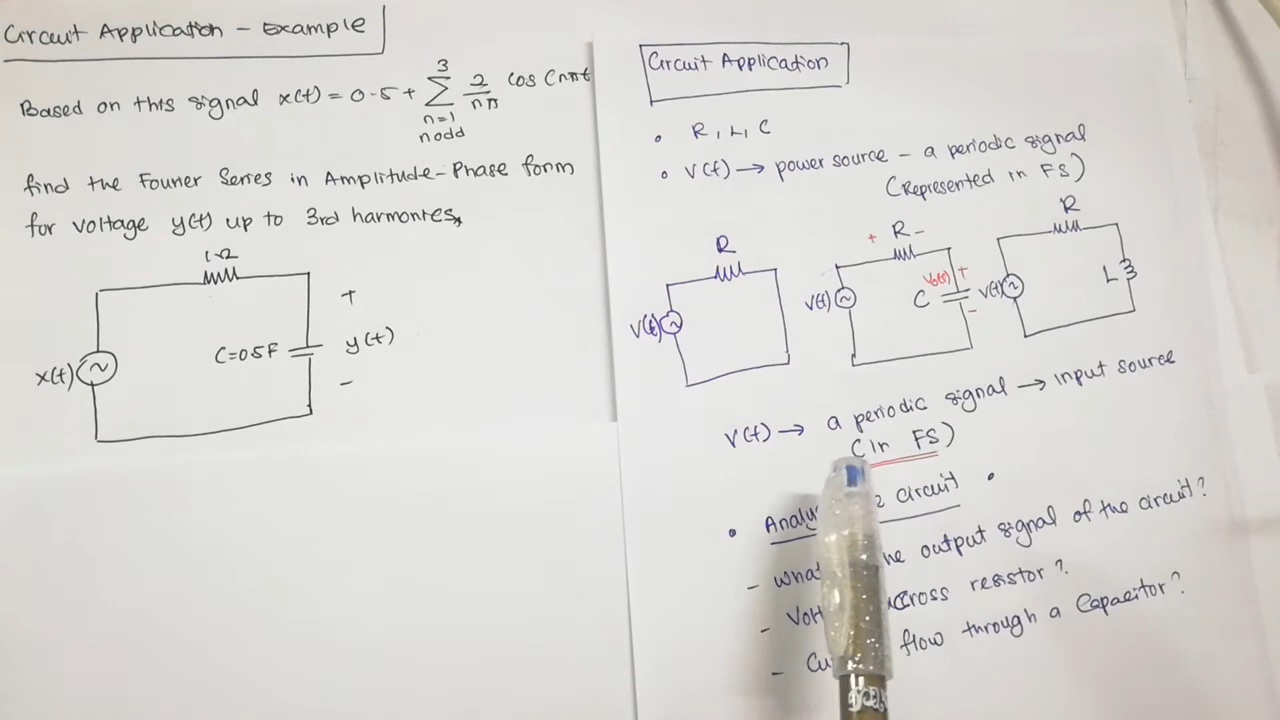 Circuit Application - Example
Based on this signal x(t) = 0.5 + 3 ∑ n=1 n odd 2/nπ cos (nπt
find the Fourier Series in Amplitude-Phase form
for voltage y(t) up to 3rd harmonics
1Ω
x(t)
C=0.5F
+
y(t)
-
Circuit Application
• R, L, C
• V(t) → power source - a periodic signal
(Represented in FS)
R
V(t)
+ R -
V(t)
C
Vo(t) +
-
R
V(t)
L
V(t) → a periodic signal → input source
(In FS)
• circuit •
- output signal of the circuit?
- resistor?
- flow through a Capacitor?